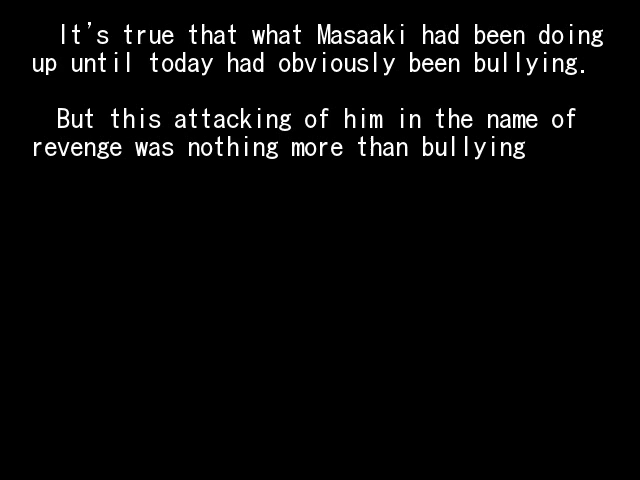 It's true that what Masaaki had been doing
up until today had obviously been bullying.
But this attacking of him in the name of
revenge was nothing more than bullying